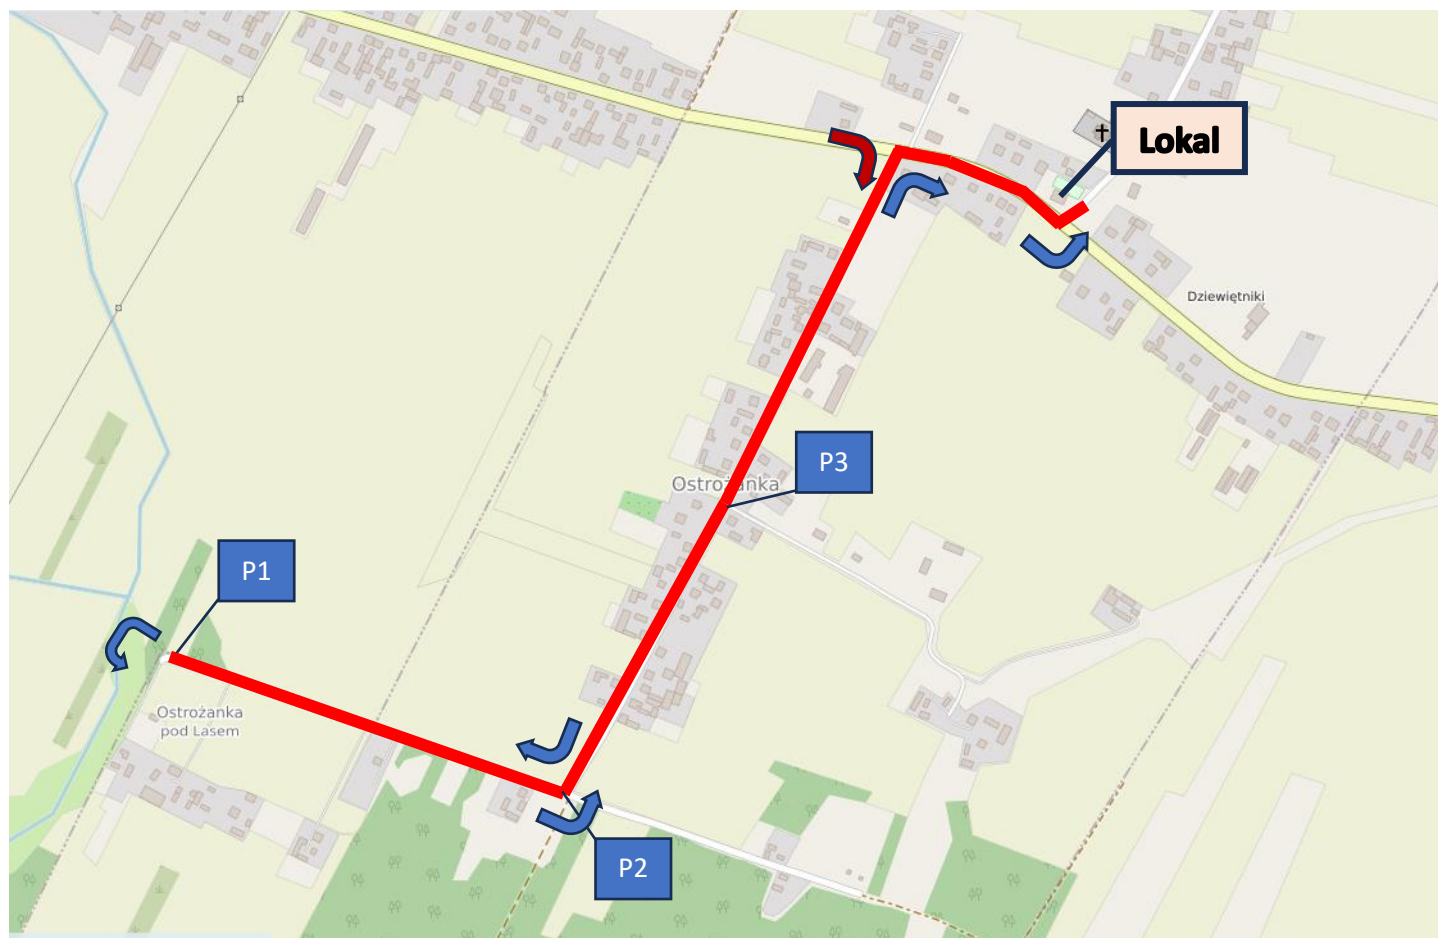 Lokal
Dziewiętniki
P3
Ostrożanka
P1
Ostrożanka
pod Lasem
P2